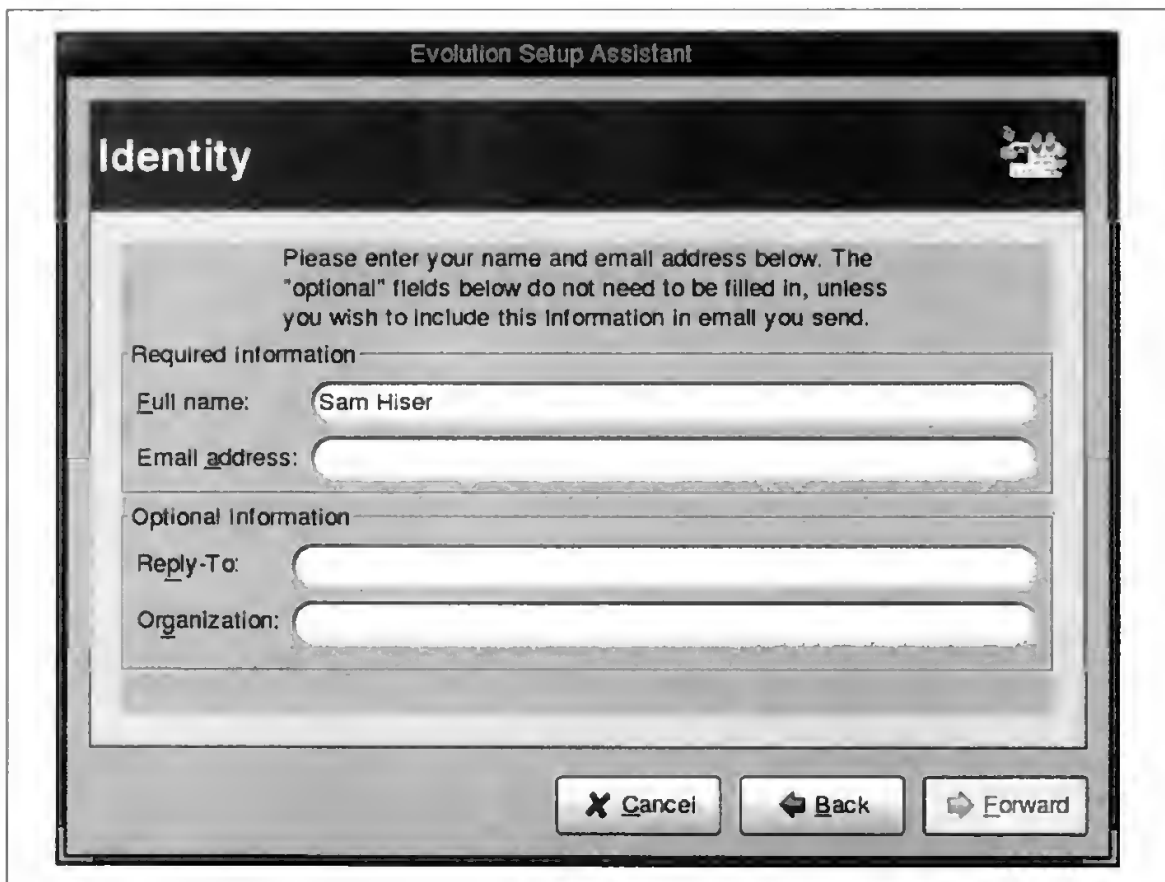 Evolution Setup Assistant
Identity
Please enter your name and email address below. The
"optional" fields below do not need to be filled in, unless
you wish to include this information in email you send.
Required information
Full name: Sam Hiser
Email address:
Optional Information
Reply-To:
Organization:
Cancel Back Forward